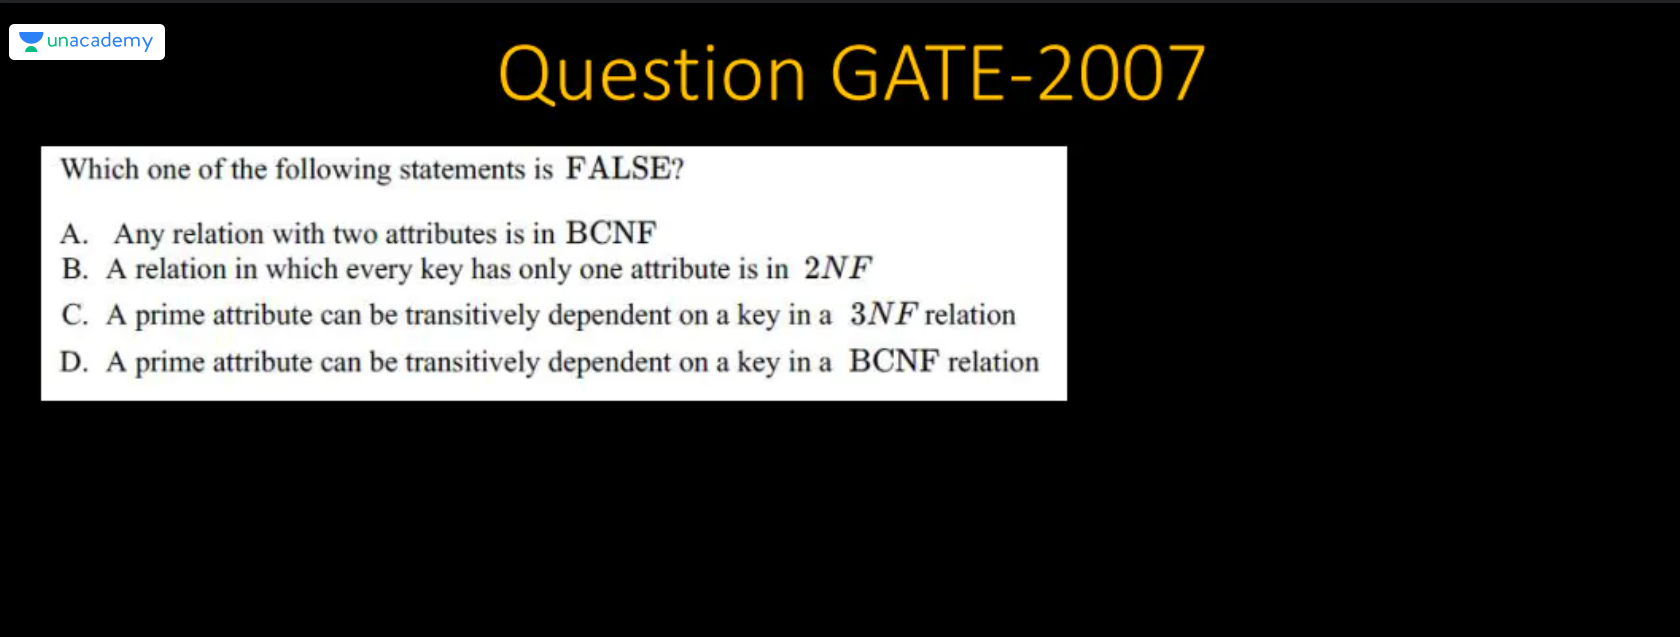 unacademy
Question GATE-2007
Which one of the following statements is FALSE?
A. Any relation with two attributes is in BCNF
B. A relation in which every key has only one attribute is in 2NF
C. A prime attribute can be transitively dependent on a key in a 3NF relation
D. A prime attribute can be transitively dependent on a key in a BCNF relation